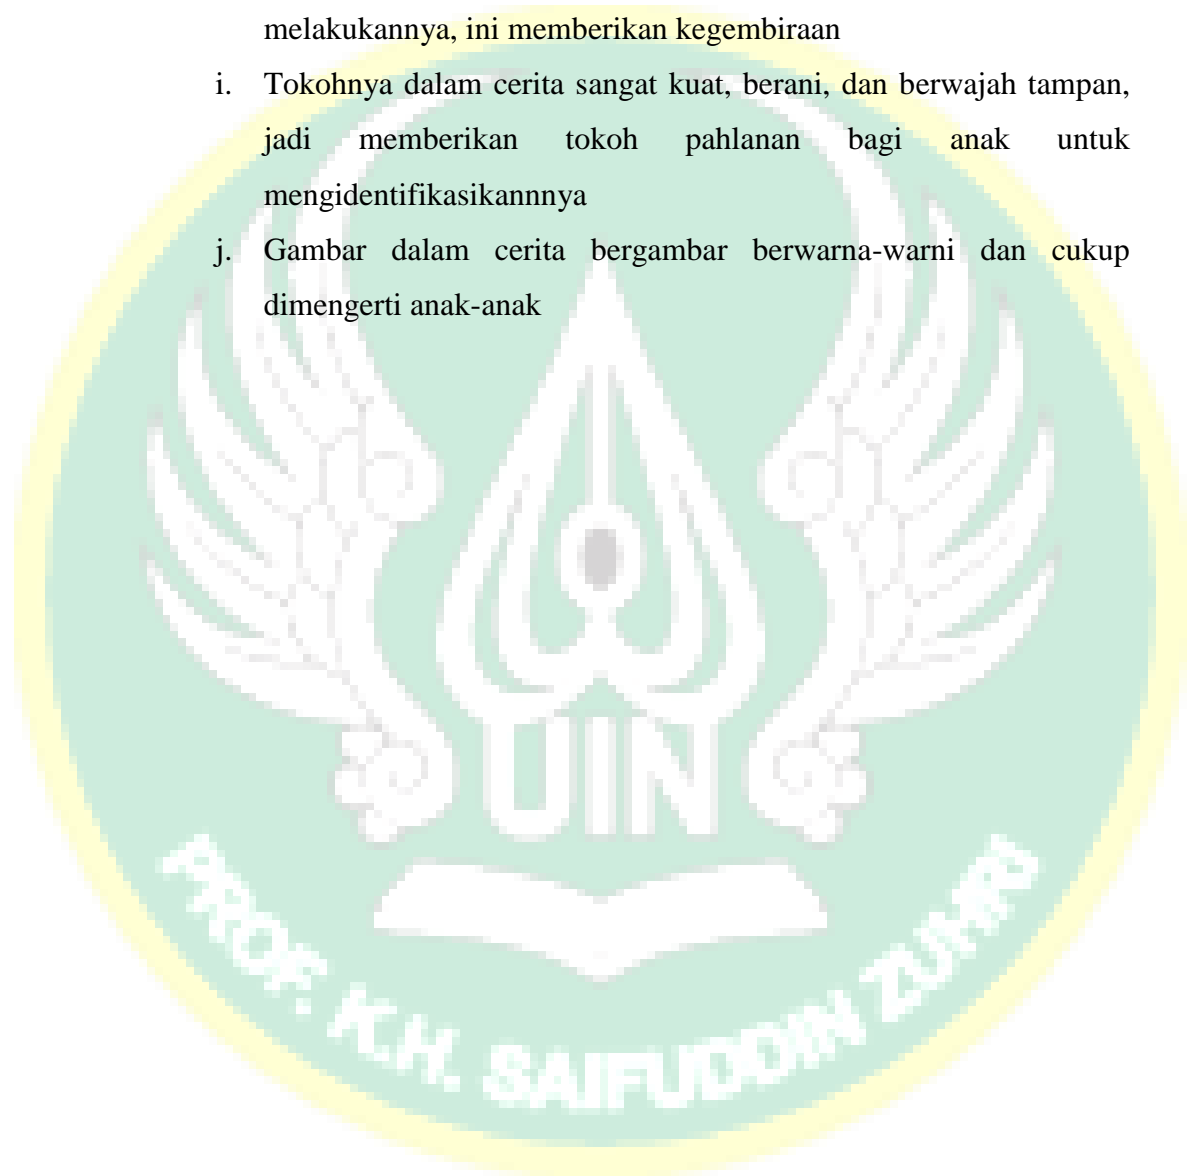 melakukannya, ini memberikan kegembiraan
i. Tokohnya dalam cerita sangat kuat, berani, dan berwajah tampan,
jadi memberikan tokoh pahlanan bagi anak untuk
mengidentifikasikannnya
j. Gambar dalam cerita bergambar berwarna-warni dan cukup
dimengerti anak-anak
UIN
PROF. K.H. SAIFUDDIN ZUHRI